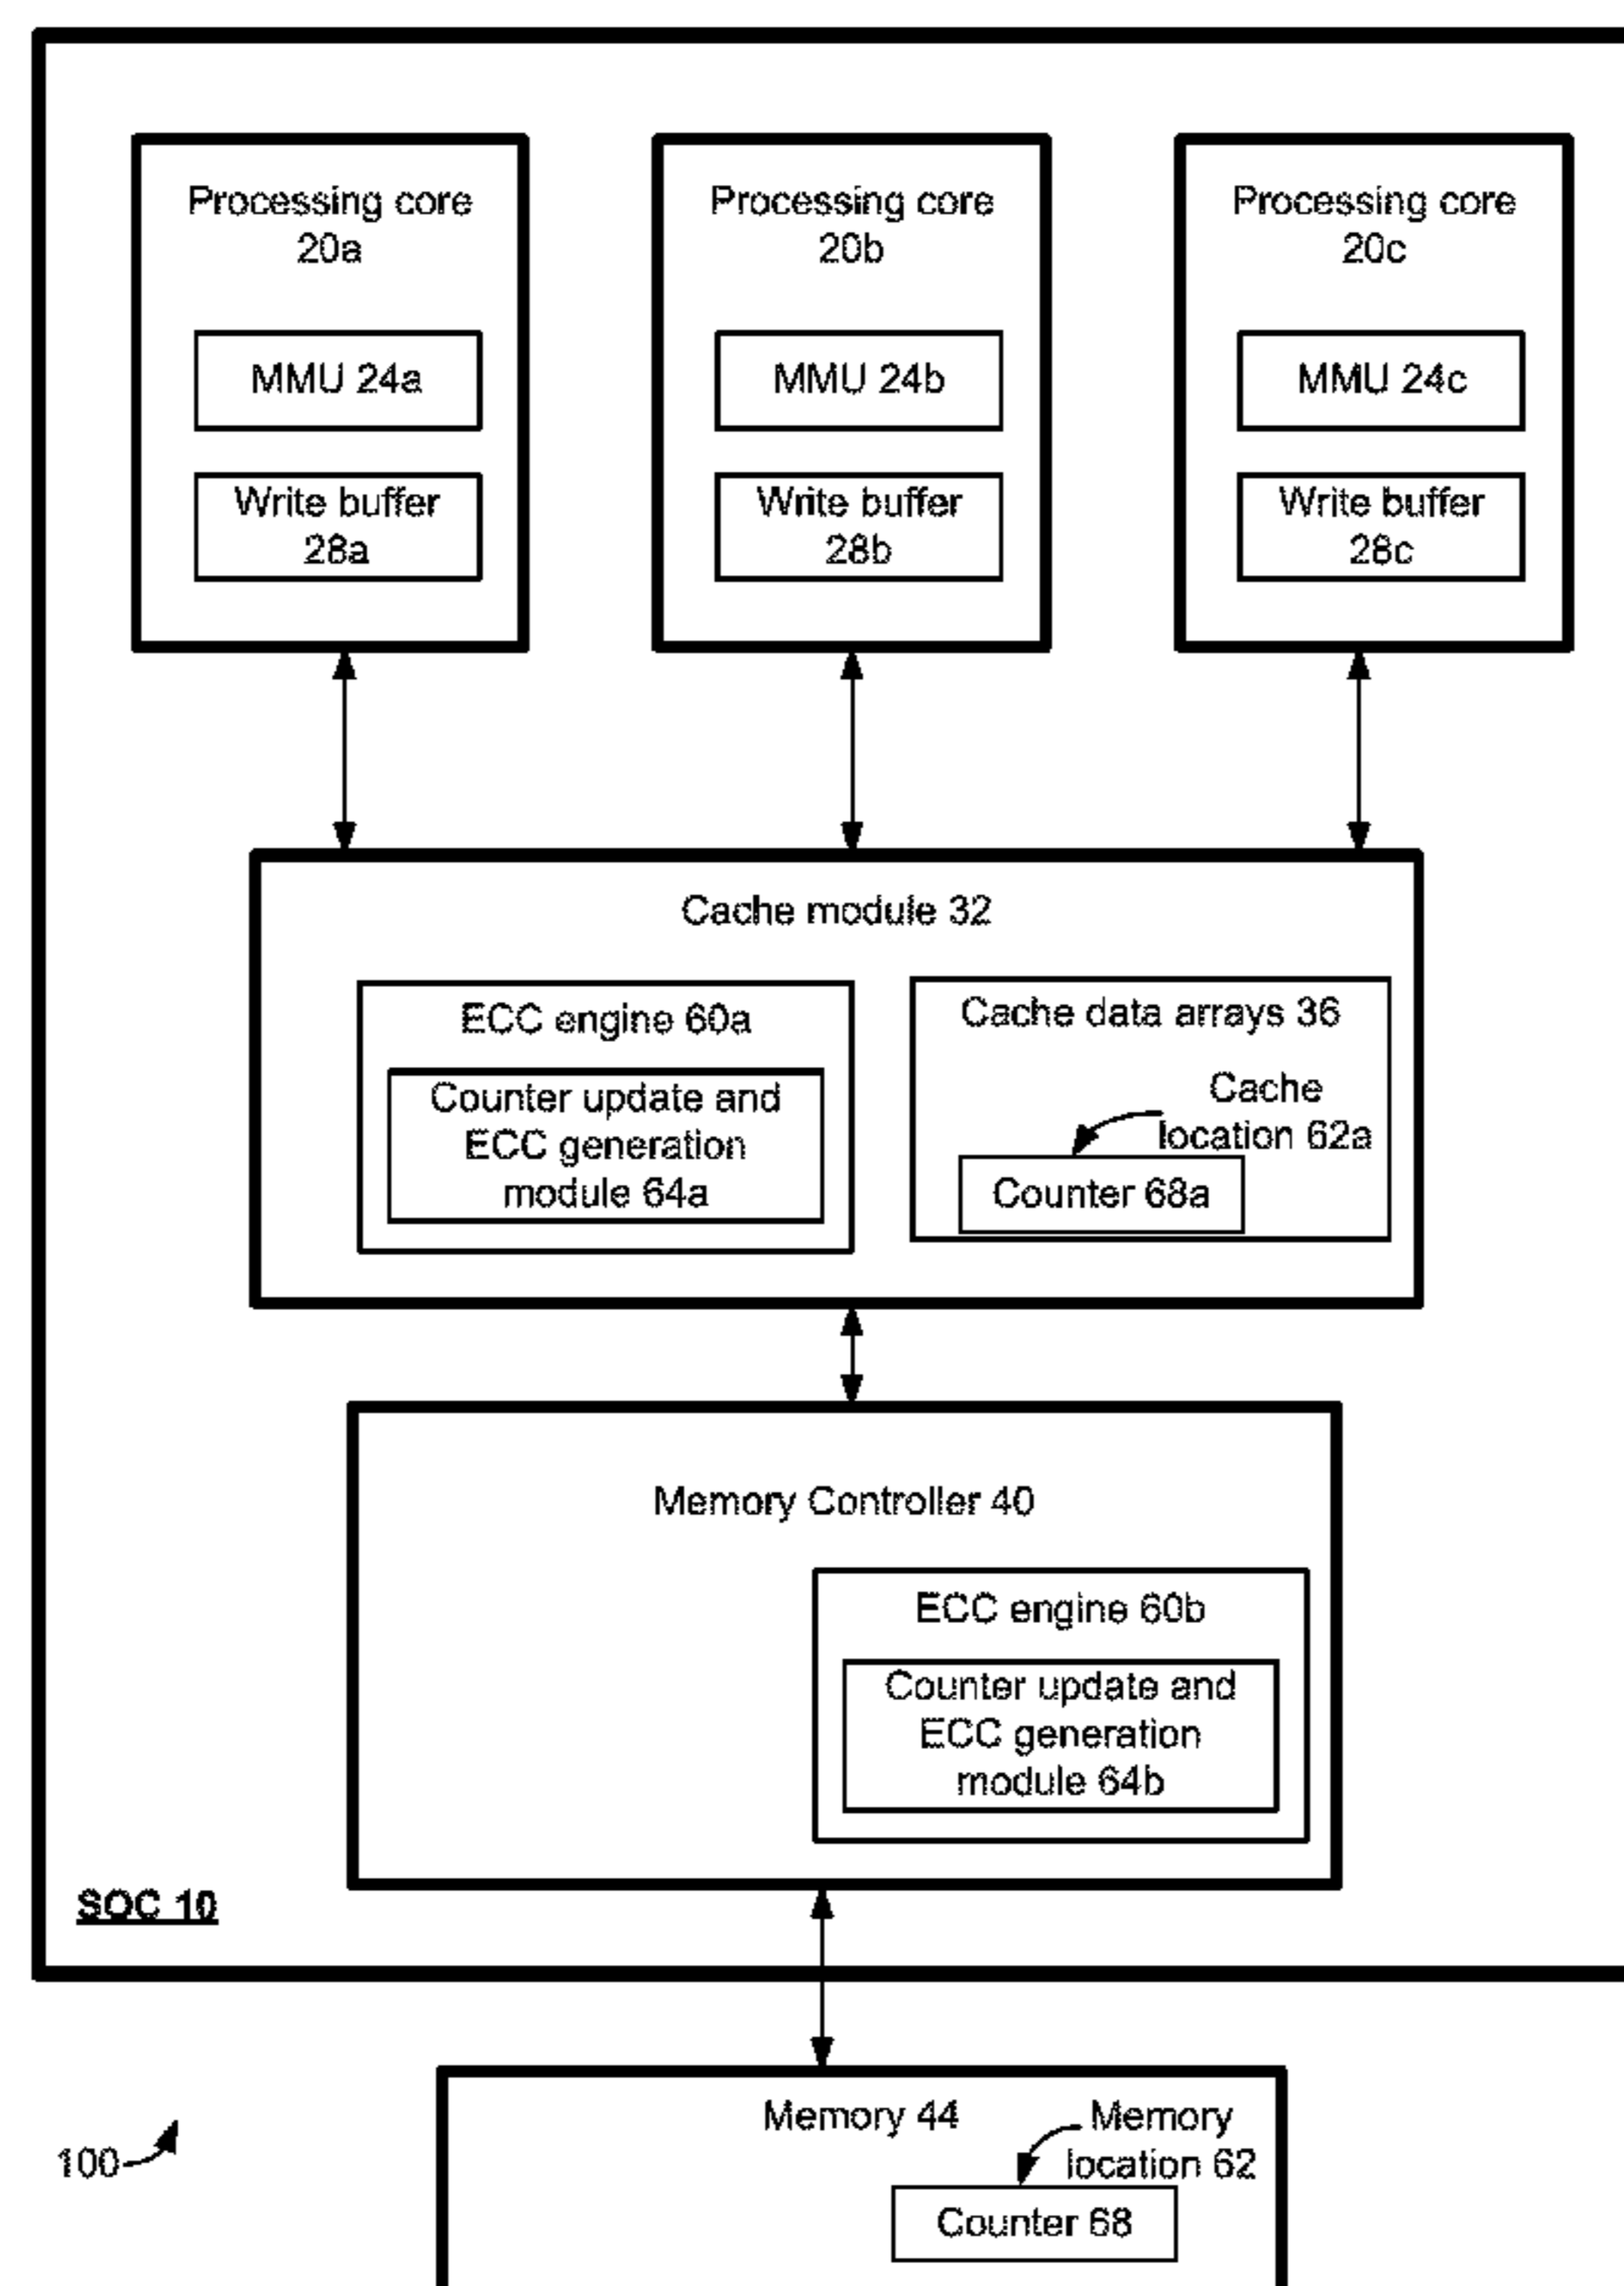 Processing core
20a
MMU 24a
Write buffer
28a
Processing core
20b
MMU 24b
Write buffer
28b
Processing core
20c
MMU 24c
Write buffer
28c
Cache module 32
ECC engine 60a
Counter update and
ECC generation
module 64a
Cache data arrays 36
Cache
location 62a
Counter 68a
Memory Controller 40
ECC engine 60b
Counter update and
ECC generation
module 64b
SOC 10
Memory 44
Memory
location 62
Counter 68
100